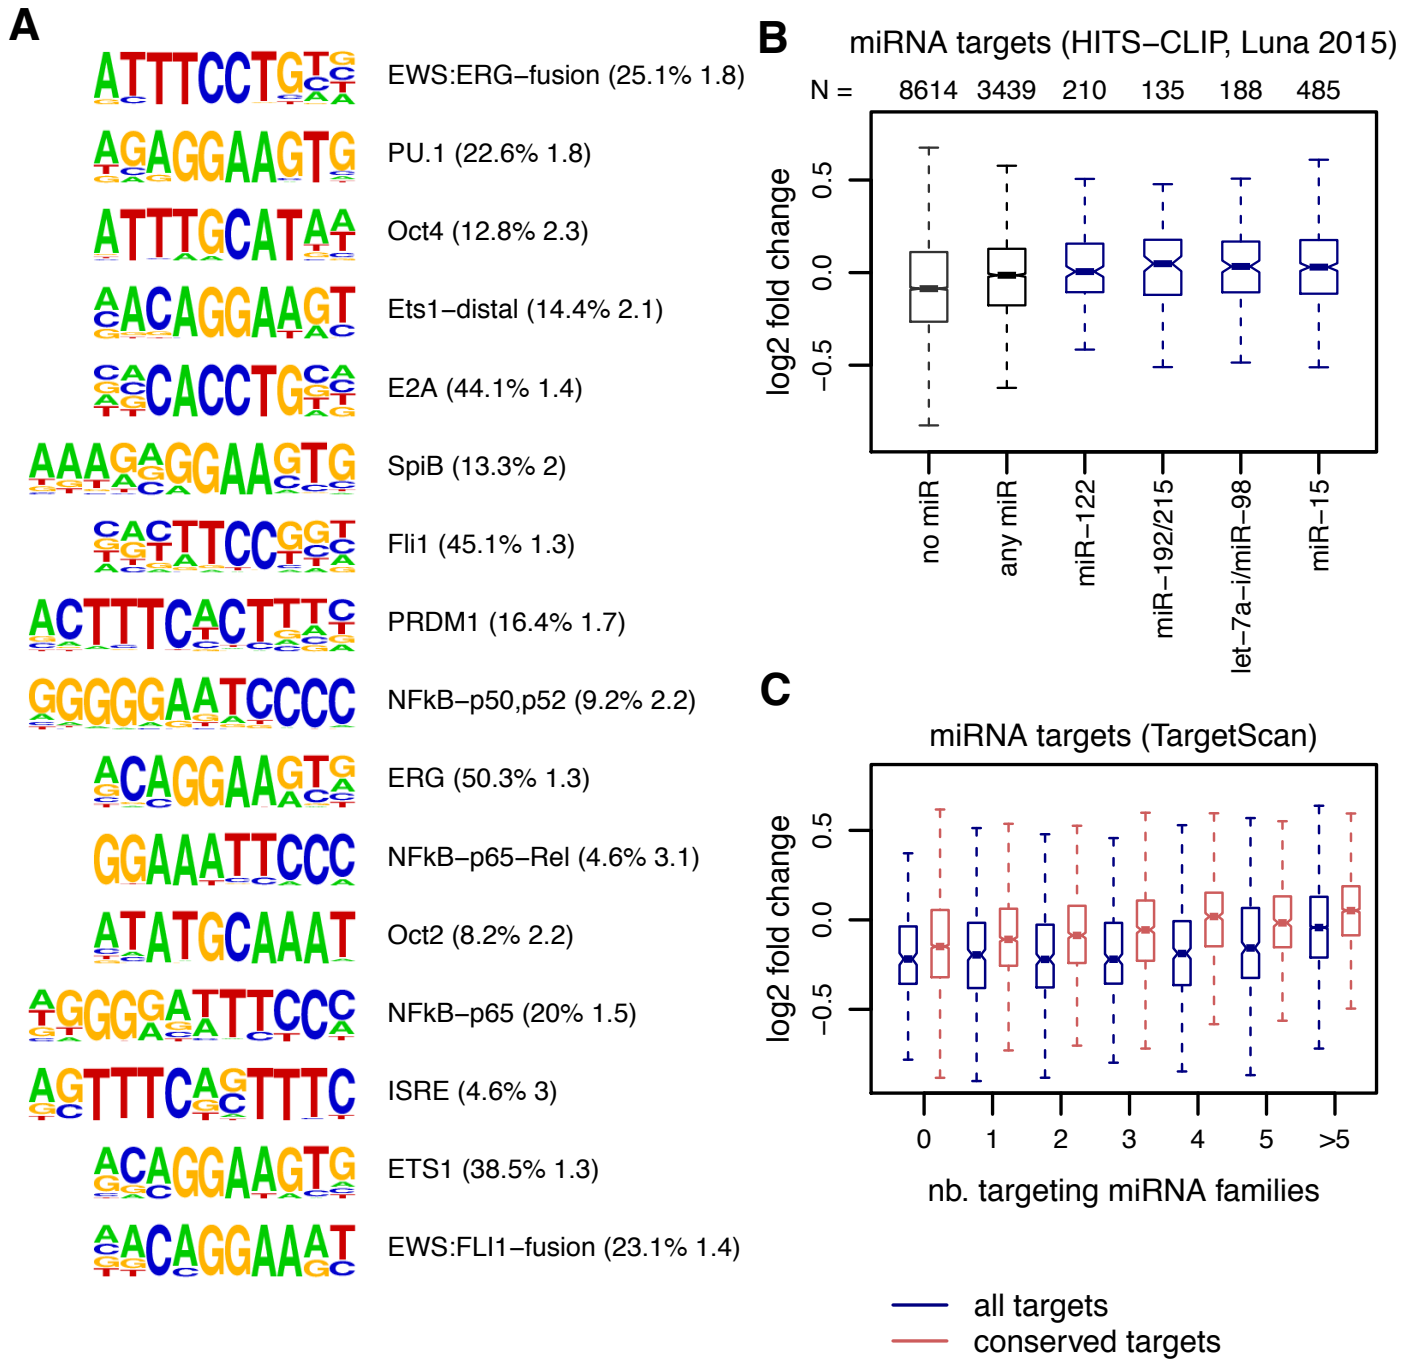 A
EWS:ERG−fusion (25.1% 1.8)
PU.1 (22.6% 1.8)
Oct4 (12.8% 2.3)
Ets1−distal (14.4% 2.1)
E2A (44.1% 1.4)
SpiB (13.3% 2)
Fli1 (45.1% 1.3)
PRDM1 (16.4% 1.7)
NFkB−p50,p52 (9.2% 2.2)
ERG (50.3% 1.3)
NFkB−p65−Rel (4.6% 3.1)
Oct2 (8.2% 2.2)
NFkB−p65 (20% 1.5)
ISRE (4.6% 3)
ETS1 (38.5% 1.3)
EWS:FLI1−fusion (23.1% 1.4)
B
miRNA targets (HITS−CLIP, Luna 2015)
N = 8614 3439 210 135 188 485
log2 fold change
0.5
0.0
−0.5
no miR
any miR
miR−122
miR−192/215
let−7a−i/miR−98
miR−15
C
miRNA targets (TargetScan)
log2 fold change
0.5
0.0
−0.5
0 1 2 3 4 5 >5
nb. targeting miRNA families
all targets
conserved targets